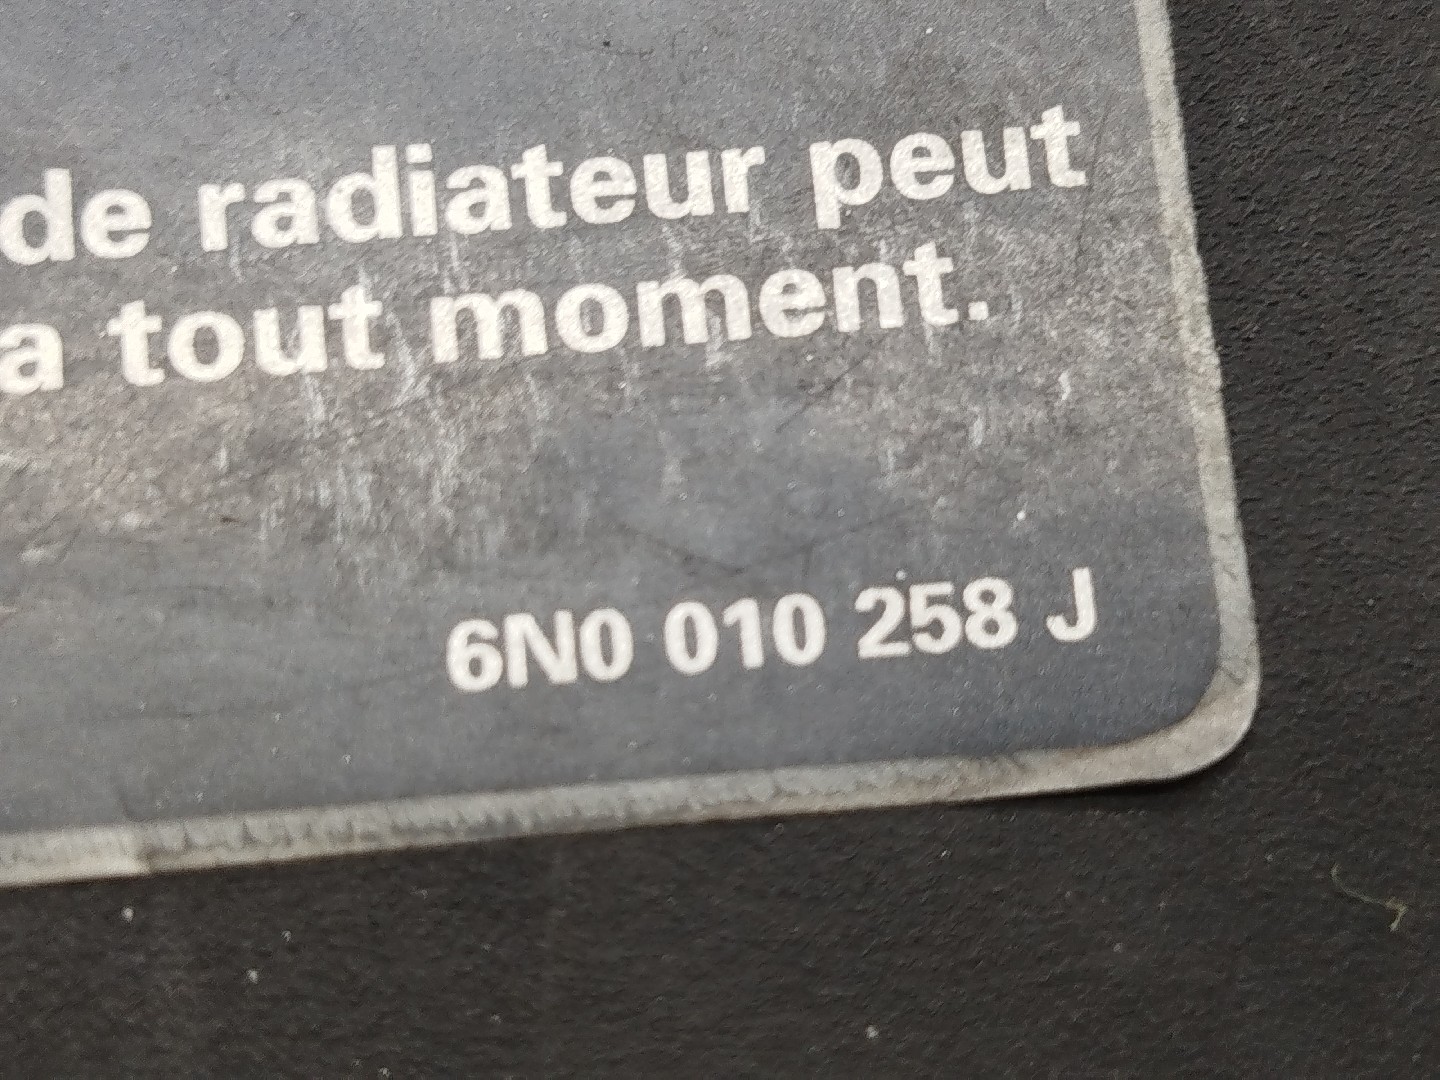 de radiateur peut
a tout moment.
6N0 010 258 J